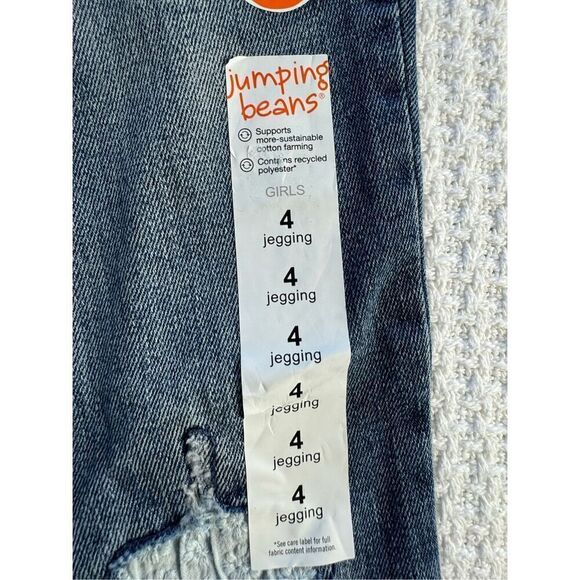 jumping
beans®
Supports
more-sustainable
cotton farming
Contains recycled
polyester*
GIRLS
4
jegging
4
jegging
4
jegging
4
jegging
4
jegging
4
jegging
*See care label for full
fabric content information.